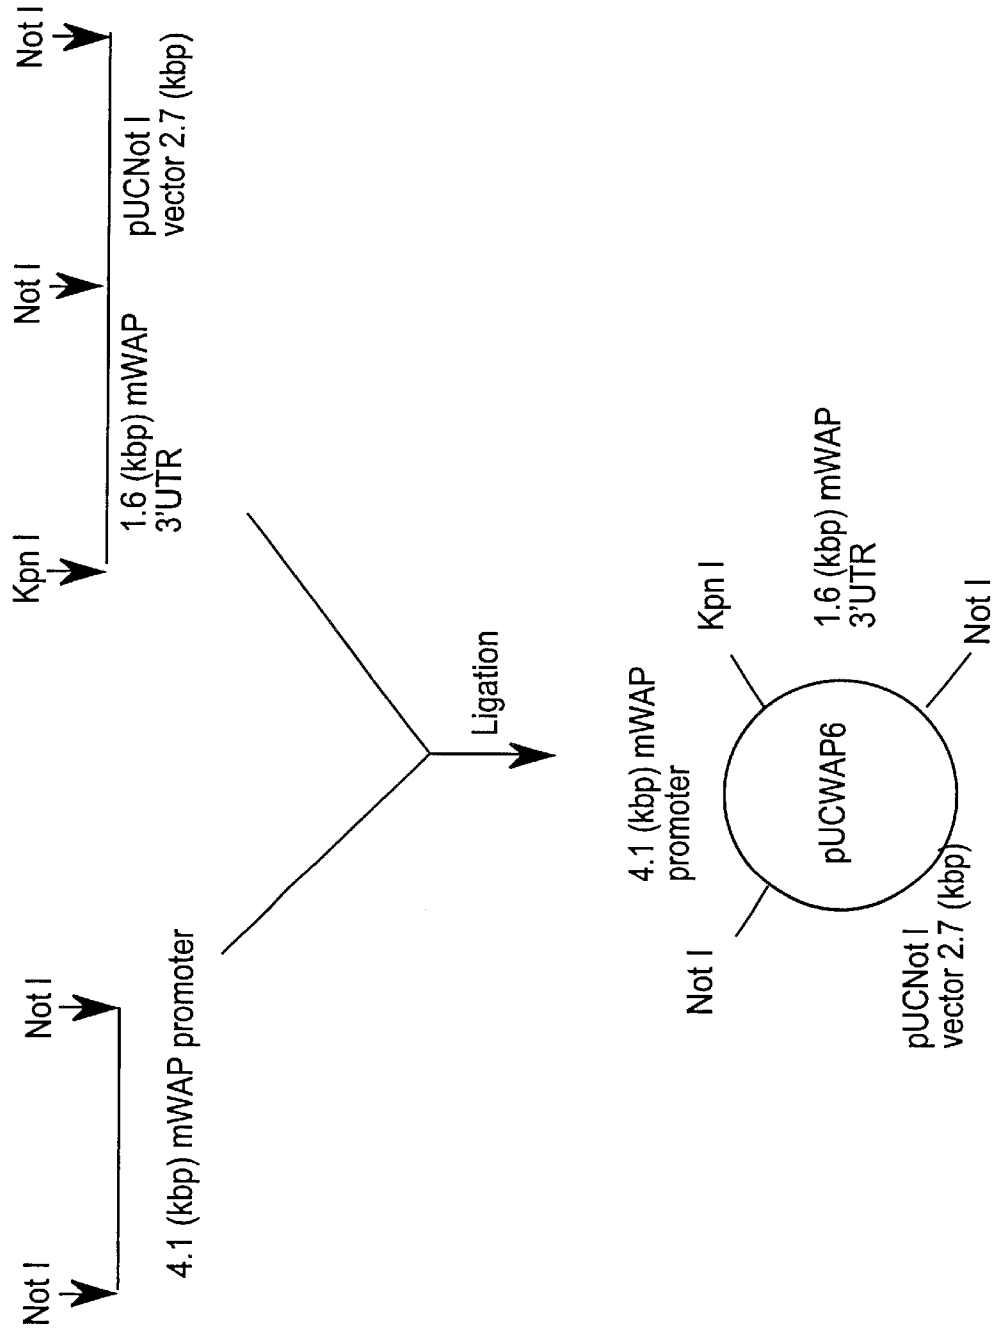 Not I
Not I
4.1 (kbp) mWAP promoter
Kpn I
Not I
Not I
1.6 (kbp) mWAP
3'UTR
pUCNot I
vector 2.7 (kbp)
Ligation
4.1 (kbp) mWAP
promoter
Not I
Kpn I
pUCWAP6
1.6 (kbp) mWAP
3'UTR
pUCNot I
vector 2.7 (kbp)
Not I